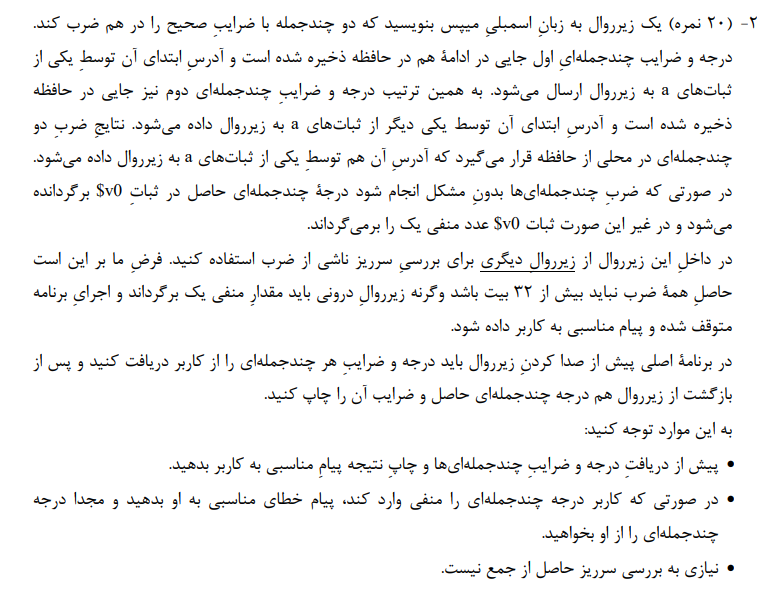 ۲- (۲۰ نمره) یک زیرروال به زبانِ اسمبلیِ میپس بنویسید که دو چندجمله با ضرایبِ صحیح را در هم ضرب کند.
درجه و ضرایب چندجمله‌ایِ اول جایی در ادامهٔ هم در حافظه ذخیره شده است و آدرسِ ابتدای آن توسطِ یکی از
ثبات‌های a به زیرروال ارسال می‌شود. به همین ترتیب درجه و ضرایبِ چندجمله‌ای دوم نیز جایی در حافظه
ذخیره شده است و آدرسِ ابتدای آن توسط یکی دیگر از ثبات‌های a به زیرروال داده می‌شود. نتایجِ ضربِ دو
چندجمله‌ای در محلی از حافظه قرار می‌گیرد که آدرسِ آن هم توسطِ یکی از ثبات‌های a به زیرروال داده می‌شود.
در صورتی که ضربِ چندجمله‌ای‌ها بدونِ مشکل انجام شود درجهٔ چندجمله‌ای حاصل در ثباتِ $v0 برگردانده
می‌شود و در غیر این صورت ثبات $v0 عدد منفی یک را برمی‌گرداند.
در داخلِ این زیرروال از زیرروالِ دیگری برای بررسیِ سرریز ناشی از ضرب استفاده کنید. فرضِ ما بر این است
حاصلِ همهٔ ضرب نباید بیش از ۳۲ بیت باشد وگرنه زیرروالِ درونی باید مقدارِ منفی یک برگرداند و اجرایِ برنامه
متوقف شده و پیام مناسبی به کاربر داده شود.
در برنامهٔ اصلی پیش از صدا کردنِ زیرروال باید درجه و ضرایبِ هر چندجمله‌ای را از کاربر دریافت کنید و پس از
بازگشت از زیرروال هم درجه چندجمله‌ای حاصل و ضرایب آن را چاپ کنید.
به این موارد توجه کنید:
• پیش از دریافتِ درجه و ضرایبِ چندجمله‌ای‌ها و چاپِ نتیجه پیامِ مناسبی به کاربر بدهید.
• در صورتی که کاربر درجه چندجمله‌ای را منفی وارد کند، پیام خطای مناسبی به او بدهید و مجدا درجه
چندجمله‌ای را از او بخواهید.
• نیازی به بررسی سرریز حاصل از جمع نیست.